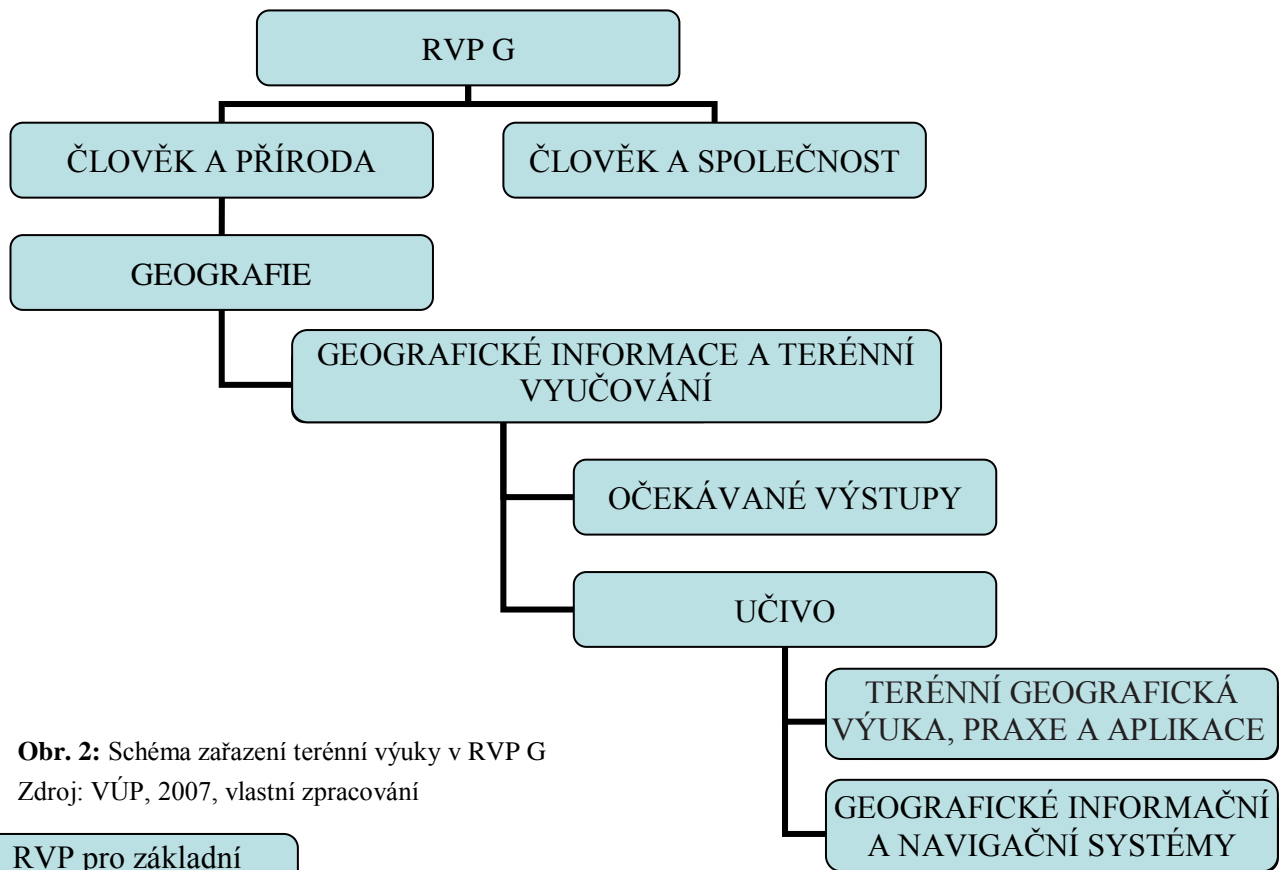 RVP G
ČLOVĚK A PŘÍRODA
ČLOVĚK A SPOLEČNOST
GEOGRAFIE
GEOGRAFICKÉ INFORMACE A TERÉNNÍ
VYUČOVÁNÍ
OČEKÁVANÉ VÝSTUPY
UČIVO
TERÉNNÍ GEOGRAFICKÁ
VÝUKA, PRAXE A APLIKACE
GEOGRAFICKÉ INFORMAČNÍ
A NAVIGAČNÍ SYSTÉMY
Obr. 2: Schéma zařazení terénní výuky v RVP G
Zdroj: VÚP, 2007, vlastní zpracování
RVP pro základní